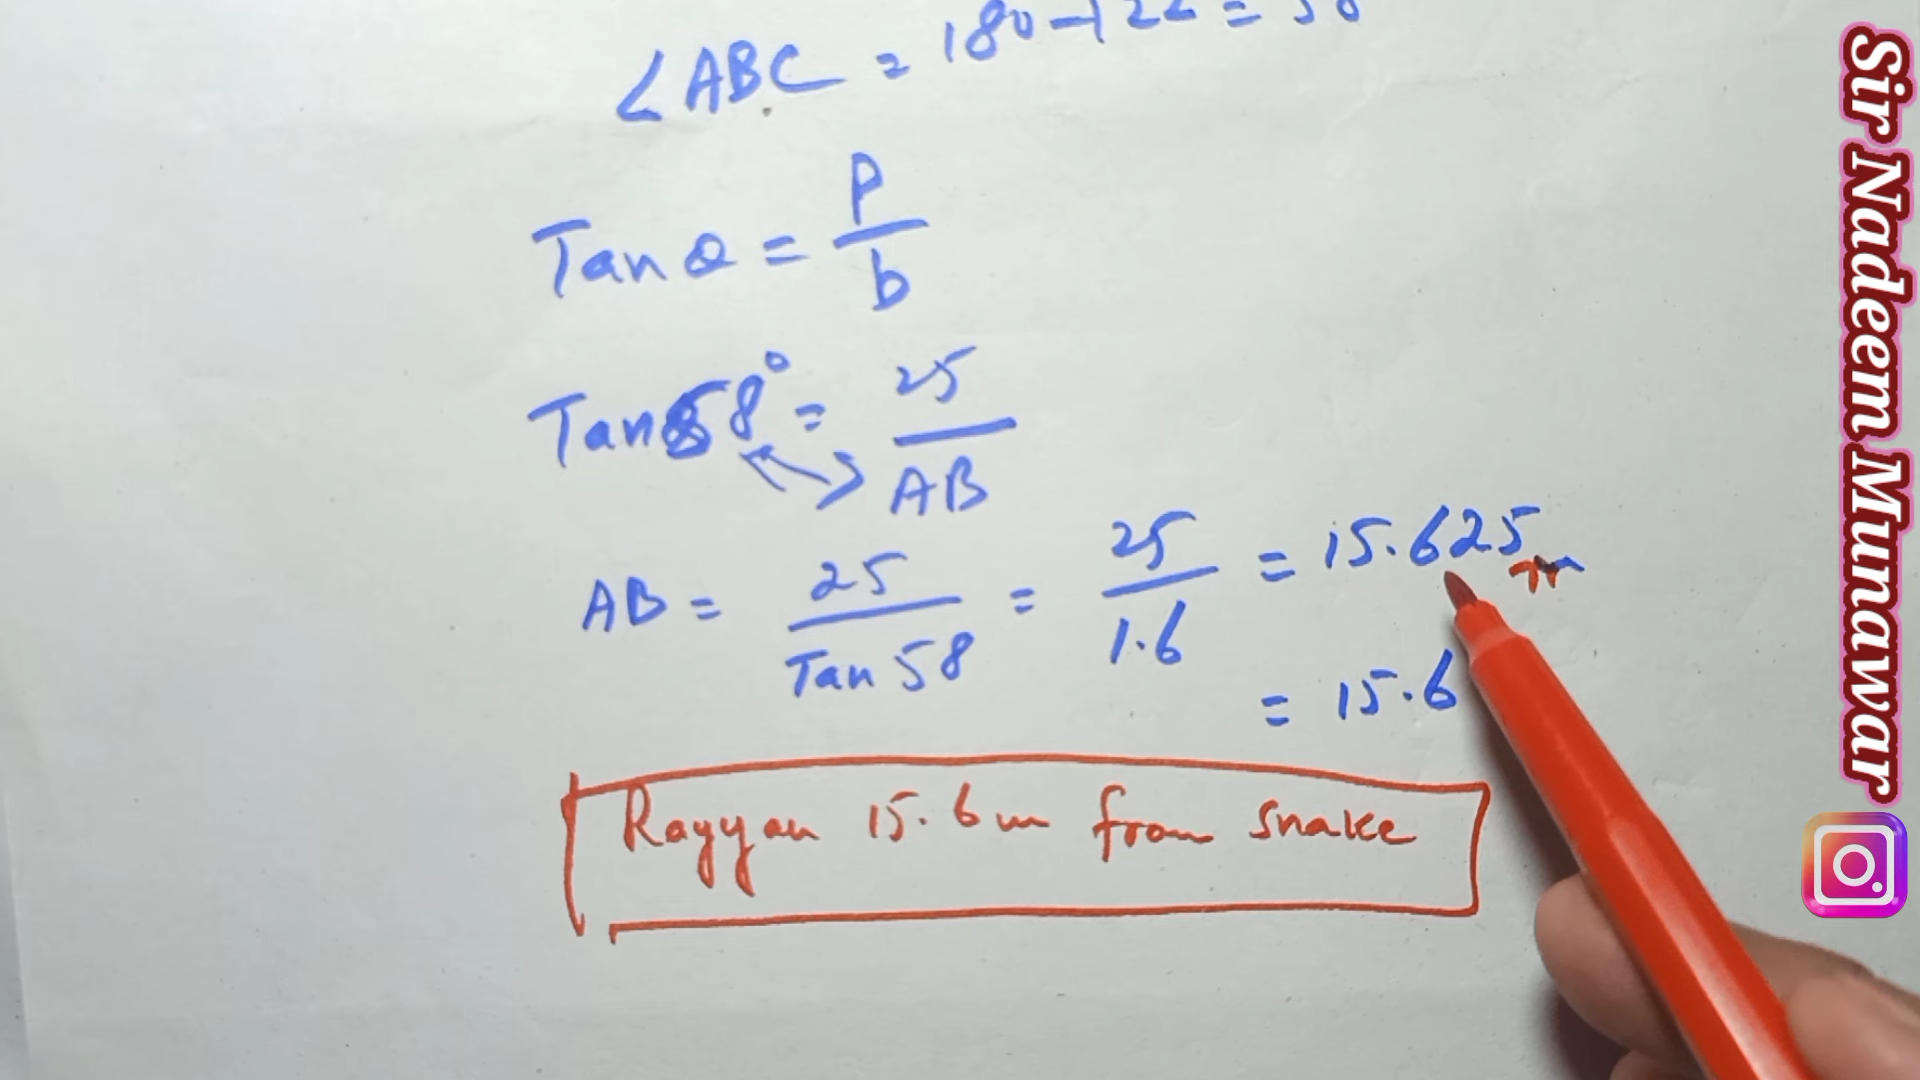 ∠ABC = 180-122 = 58
Tan θ = P/b
Tan 58° = 25/AB
AB = 25/Tan 58 = 25/1.6 = 15.625 m
= 15.6
Rayyan 15.6m from snake
Sir Nadeem Munawar